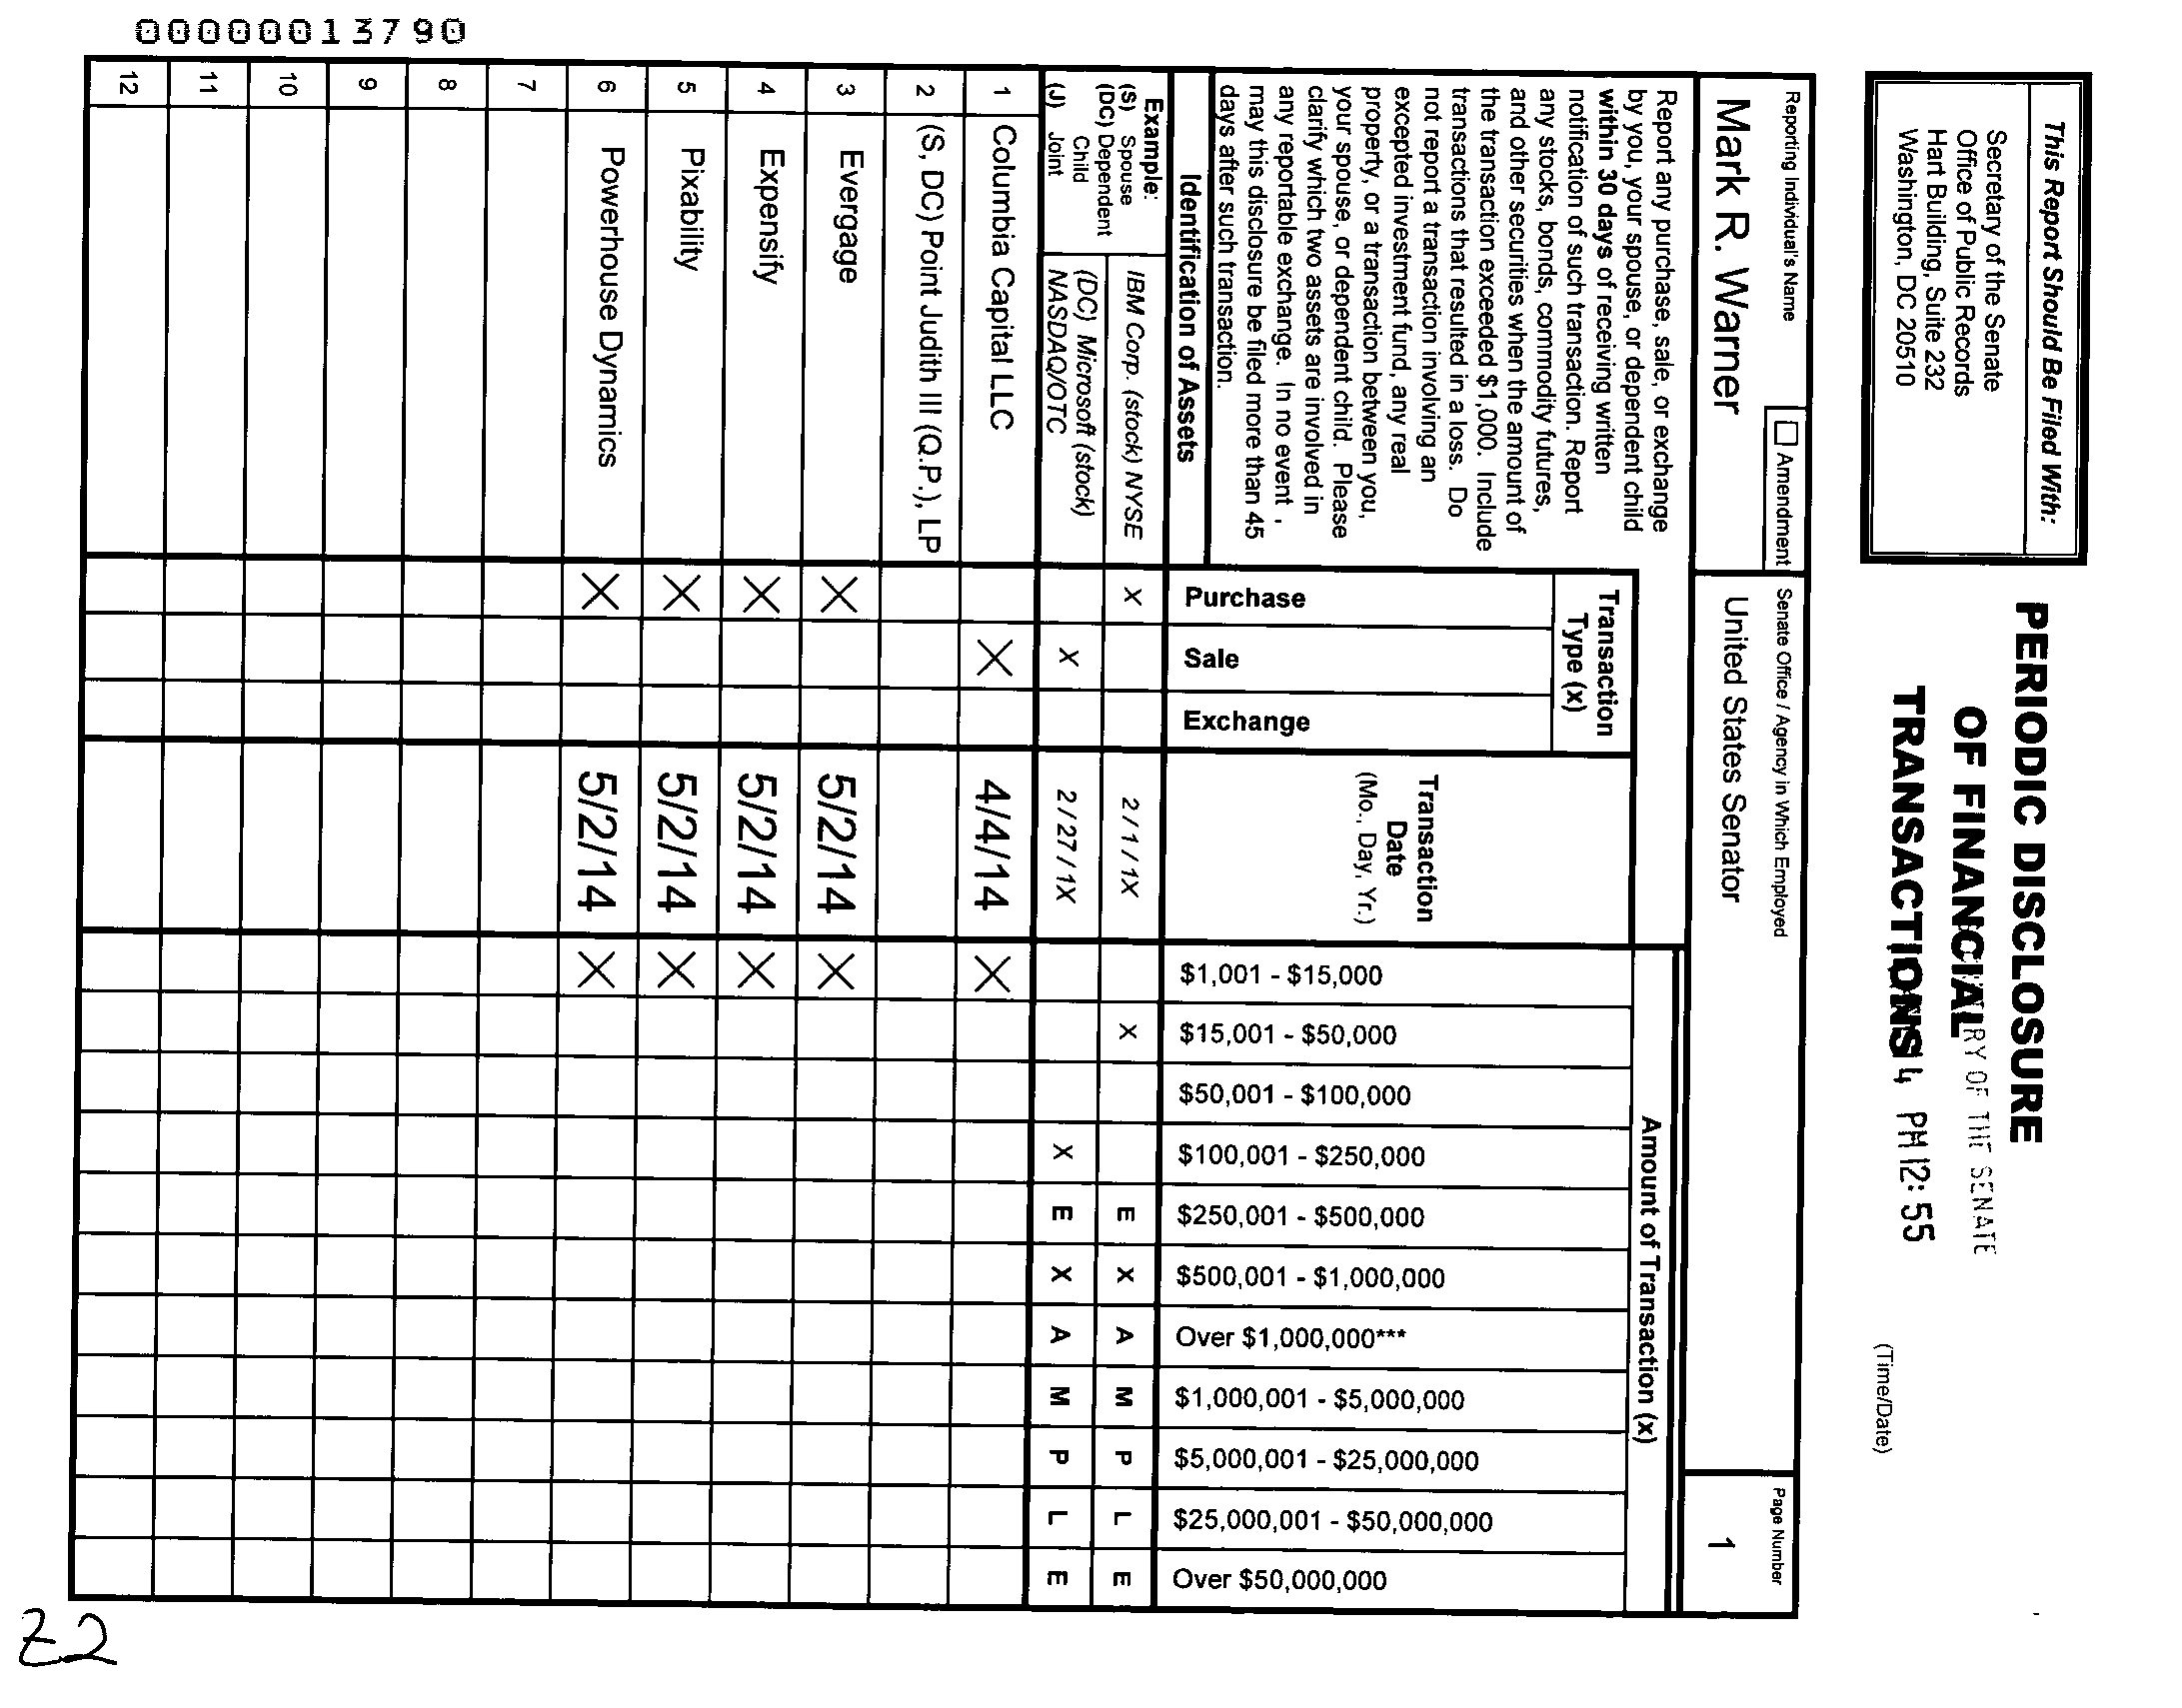 00000013790
This Report Should Be Filed With:
Secretary of the Senate
Office of Public Records
Hart Building, Suite 232
Washington, DC 20510
PERIODIC DISCLOSURE
OF FINANCIAL
TRANSACTIONS
RY OF THE SENATE
4 PM 12: 55
(Time/Date)
Reporting Individual's Name
Mark R. Warner
Amendment
Senate Office / Agency in Which Employed
United States Senator
Page Number
1
Report any purchase, sale, or exchange
by you, your spouse, or dependent child
within 30 days of receiving written
notification of such transaction. Report
any stocks, bonds, commodity futures,
and other securities when the amount of
the transaction exceeded $1,000. Include
transactions that resulted in a loss. Do
not report a transaction involving an
excepted investment fund, any real
property, or a transaction between you,
your spouse, or dependent child. Please
clarify which two assets are involved in
any reportable exchange. In no event ,
may this disclosure be filed more than 45
days after such transaction.
Identification of Assets
Transaction
Type (x)
Purchase
Sale
Exchange
Transaction
Date
(Mo., Day, Yr.)
Amount of Transaction (x)
$1,001 - $15,000
$15,001 - $50,000
$50,001 - $100,000
$100,001 - $250,000
$250,001 - $500,000
$500,001 - $1,000,000
Over $1,000,000***
$1,000,001 - $5,000,000
$5,000,001 - $25,000,000
$25,000,001 - $50,000,000
Over $50,000,000
Example:
(S) Spouse
(DC) Dependent
Child
(J) Joint
IBM Corp. (stock) NYSE X 2 / 1 / 1X X E X A M P L E
(DC) Microsoft (stock)
NASDAQ/OTC X 2 / 27 / 1X X E X A M P L E
1 Columbia Capital LLC X 4/4/14 X
2 (S, DC) Point Judith III (Q.P.), LP
3 Evergage X 5/2/14 X
4 Expensify X 5/2/14 X
5 Pixability X 5/2/14 X
6 Powerhouse Dynamics X 5/2/14 X
7
8
9
10
11
12